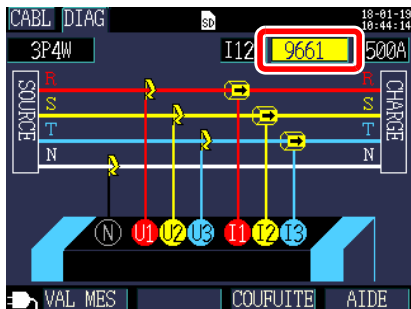 CABL DIAG SD 18-01-19
10:44:14
3P4W I12 9661 500A
SOURCE R R CHARGE
S S
T T
N N
N U1 U2 U3 I1 I2 I3
VAL MES COUFUITE AIDE